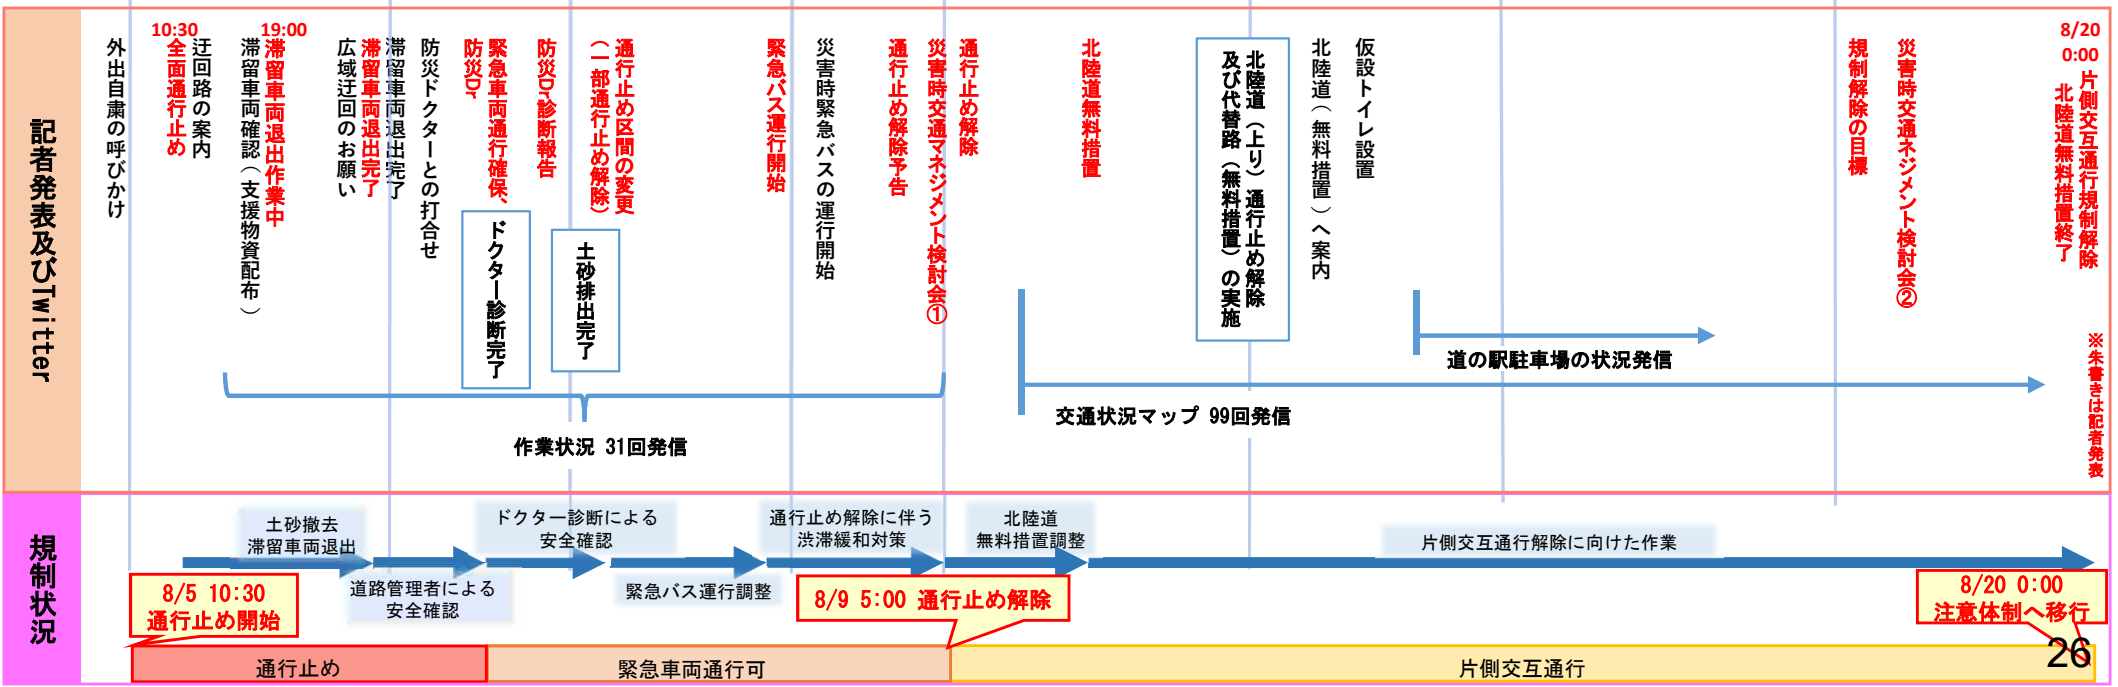 記者発表及びTwitter
外出自粛の呼びかけ
10:30
全面通行止め
迂回路の案内
19:00
滞留車両退出作業中
滞留車両確認（支援物資配布）
広域迂回のお願い
滞留車両退出完了
滞留車両退出完了
防災ドクターとの打合せ
緊急車両通行確保、
防災Dr
ドクター診断完了
防災Dr診断報告
土砂排出完了
通行止め区間の変更
（一部通行止め解除）
緊急バス運行開始
災害時緊急バスの運行開始
通行止め解除予告
災害時交通マネジメント検討会①
通行止め解除
北陸道無料措置
北陸道（上り）通行止め解除
及び代替路（無料措置）の実施
北陸道（無料措置）へ案内
仮設トイレ設置
規制解除の目標
災害時交通ネジメント検討会②
8/20
0:00
片側交互通行規制解除
北陸道無料措置終了
※朱書きは記者発表
作業状況 31回発信
交通状況マップ 99回発信
道の駅駐車場の状況発信
規制状況
土砂撤去
滞留車両退出
道路管理者による
安全確認
ドクター診断による
安全確認
緊急バス運行調整
通行止め解除に伴う
渋滞緩和対策
北陸道
無料措置調整
片側交互通行解除に向けた作業
8/5 10:30
通行止め開始
8/9 5:00 通行止め解除
8/20 0:00
注意体制へ移行
通行止め
緊急車両通行可
片側交互通行
26